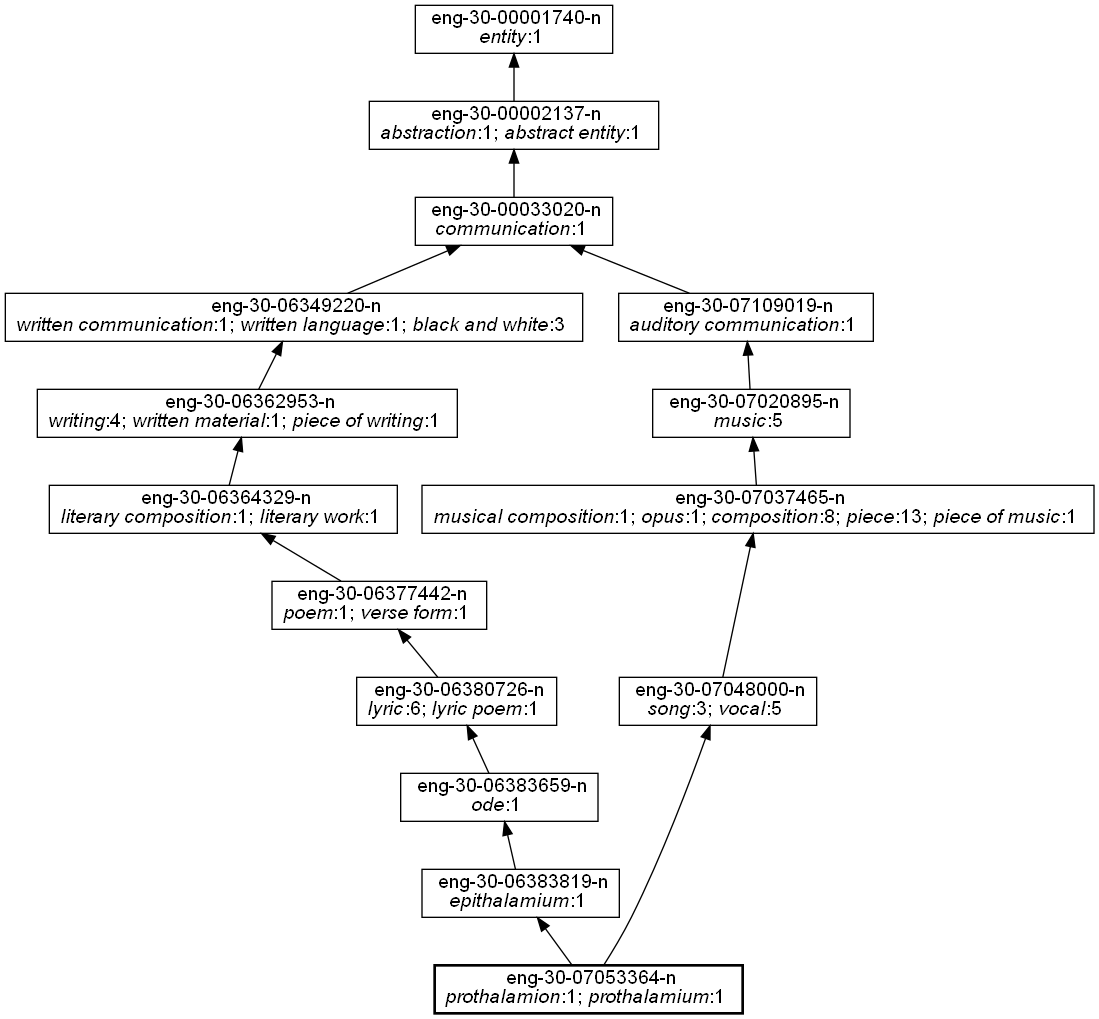 eng-30-00001740-n
entity:1
eng-30-00002137-n
abstraction:1; abstract entity:1
eng-30-00033020-n
communication:1
eng-30-06349220-n
written communication:1; written language:1; black and white:3
eng-30-07109019-n
auditory communication:1
eng-30-06362953-n
writing:4; written material:1; piece of writing:1
eng-30-07020895-n
music:5
eng-30-06364329-n
literary composition:1; literary work:1
eng-30-07037465-n
musical composition:1; opus:1; composition:8; piece:13; piece of music:1
eng-30-06377442-n
poem:1; verse form:1
eng-30-06380726-n
lyric:6; lyric poem:1
eng-30-07048000-n
song:3; vocal:5
eng-30-06383659-n
ode:1
eng-30-06383819-n
epithalamium:1
eng-30-07053364-n
prothalamion:1; prothalamium:1